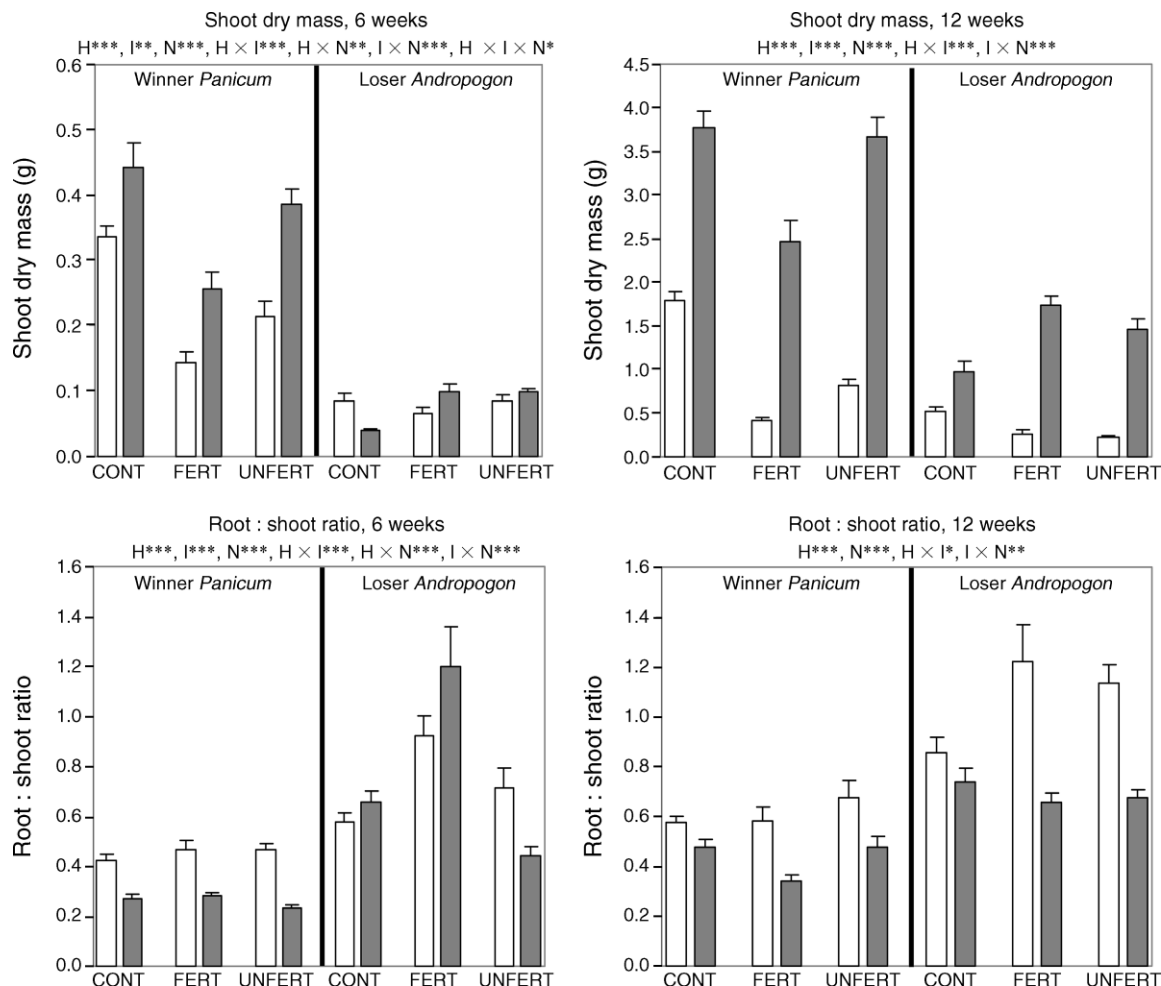 Shoot dry mass, 6 weeks
H***, I**, N***, H × I***, H × N**, I × N***, H × I × N*
0.6
0.5
0.4
0.3
0.2
0.1
0.0
Shoot dry mass (g)
Winner Panicum
Loser Andropogon
CONT FERT UNFERT CONT FERT UNFERT
Shoot dry mass, 12 weeks
H***, I***, N***, H × I***, I × N***
4.5
4.0
3.5
3.0
2.5
2.0
1.5
1.0
0.5
0.0
Shoot dry mass (g)
Winner Panicum
Loser Andropogon
CONT FERT UNFERT CONT FERT UNFERT
Root : shoot ratio, 6 weeks
H***, I***, N***, H × I***, H × N***, I × N***
1.6
1.4
1.2
1.0
0.8
0.6
0.4
0.2
0.0
Root : shoot ratio
Winner Panicum
Loser Andropogon
CONT FERT UNFERT CONT FERT UNFERT
Root : shoot ratio, 12 weeks
H***, N***, H × I*, I × N**
1.6
1.4
1.2
1.0
0.8
0.6
0.4
0.2
0.0
Root : shoot ratio
Winner Panicum
Loser Andropogon
CONT FERT UNFERT CONT FERT UNFERT